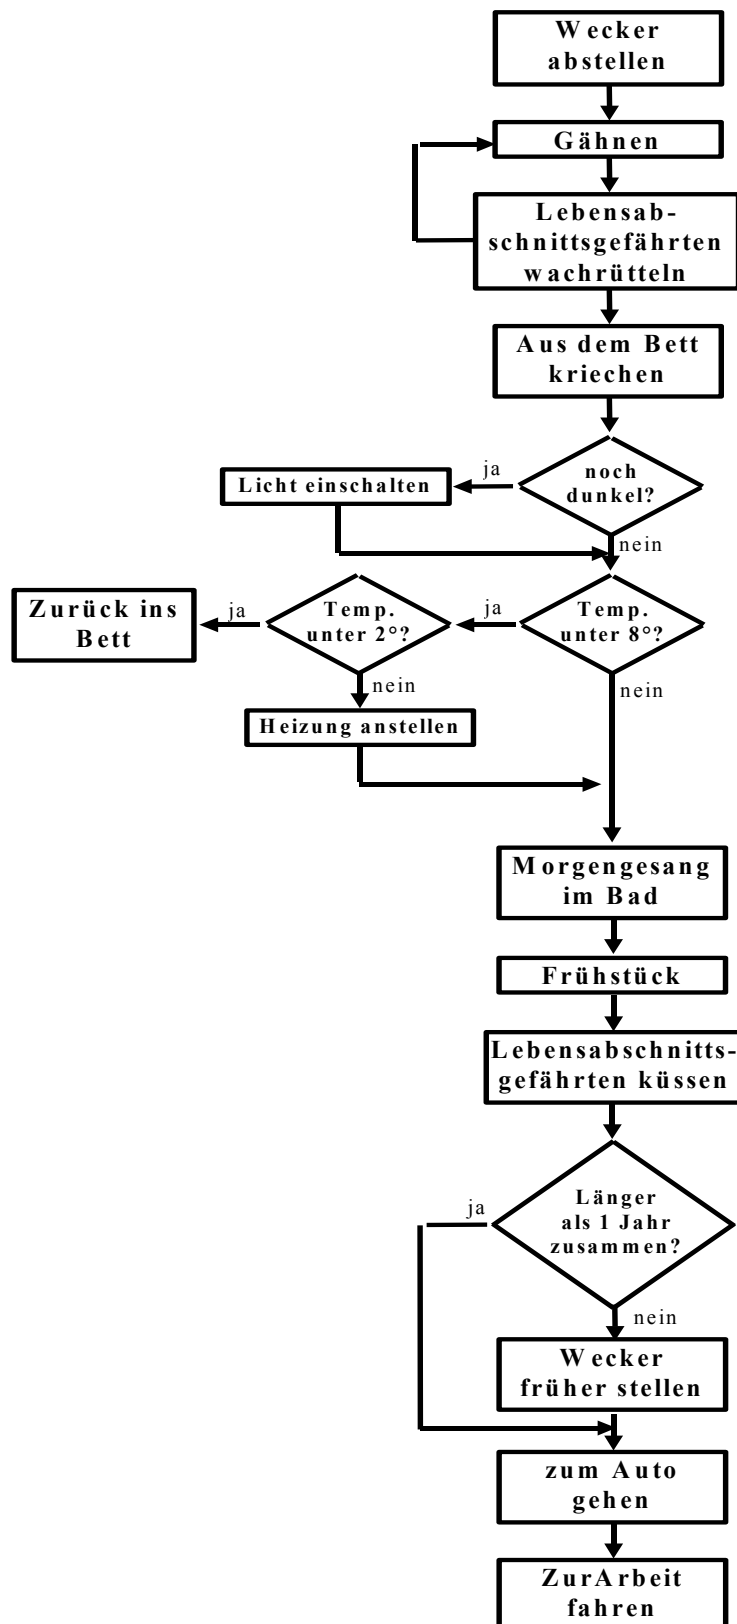 Wecker
abstellen
Gähnen
Lebensab-
schnittsgefährten
wachrütteln
Aus dem Bett
kriechen
noch
dunkel?
ja
Licht einschalten
nein
Temp.
unter 8°?
ja
Temp.
unter 2°?
ja
Zurück ins
Bett
nein
nein
Heizung anstellen
Morgengesang
im Bad
Frühstück
Lebensabschnitts-
gefährten küssen
Länger
als 1 Jahr
zusammen?
ja
nein
Wecker
früher stellen
zum Auto
gehen
ZurArbeit
fahren